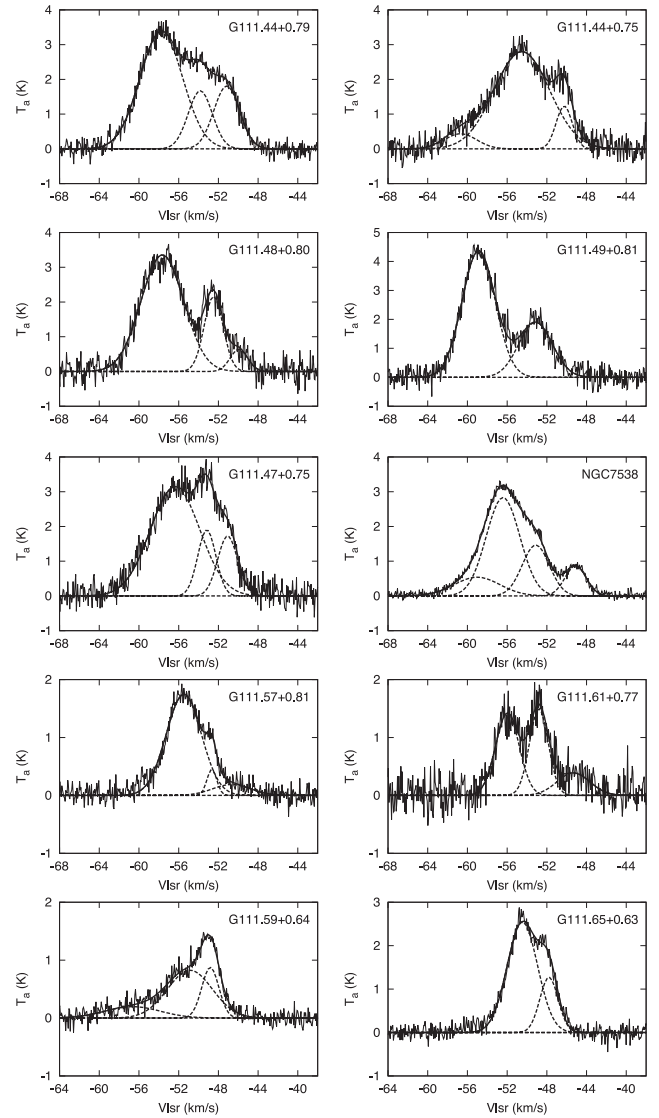 G111.44+0.79
T_a (K)
4
3
2
1
0
-1
-68 -64 -60 -56 -52 -48 -44
Vlsr (km/s)
G111.44+0.75
T_a (K)
4
3
2
1
0
-1
-68 -64 -60 -56 -52 -48 -44
Vlsr (km/s)
G111.48+0.80
T_a (K)
4
3
2
1
0
-1
-68 -64 -60 -56 -52 -48 -44
Vlsr (km/s)
G111.49+0.81
T_a (K)
5
4
3
2
1
0
-1
-68 -64 -60 -56 -52 -48 -44
Vlsr (km/s)
G111.47+0.75
T_a (K)
4
3
2
1
0
-1
-68 -64 -60 -56 -52 -48 -44
Vlsr (km/s)
NGC7538
T_a (K)
4
3
2
1
0
-1
-68 -64 -60 -56 -52 -48 -44
Vlsr (km/s)
G111.57+0.81
T_a (K)
2
1
0
-1
-68 -64 -60 -56 -52 -48 -44
Vlsr (km/s)
G111.61+0.77
T_a (K)
2
1
0
-1
-68 -64 -60 -56 -52 -48 -44
Vlsr (km/s)
G111.59+0.64
T_a (K)
2
1
0
-1
-64 -60 -56 -52 -48 -44 -40
Vlsr (km/s)
G111.65+0.63
T_a (K)
3
2
1
0
-1
-64 -60 -56 -52 -48 -44 -40
Vlsr (km/s)